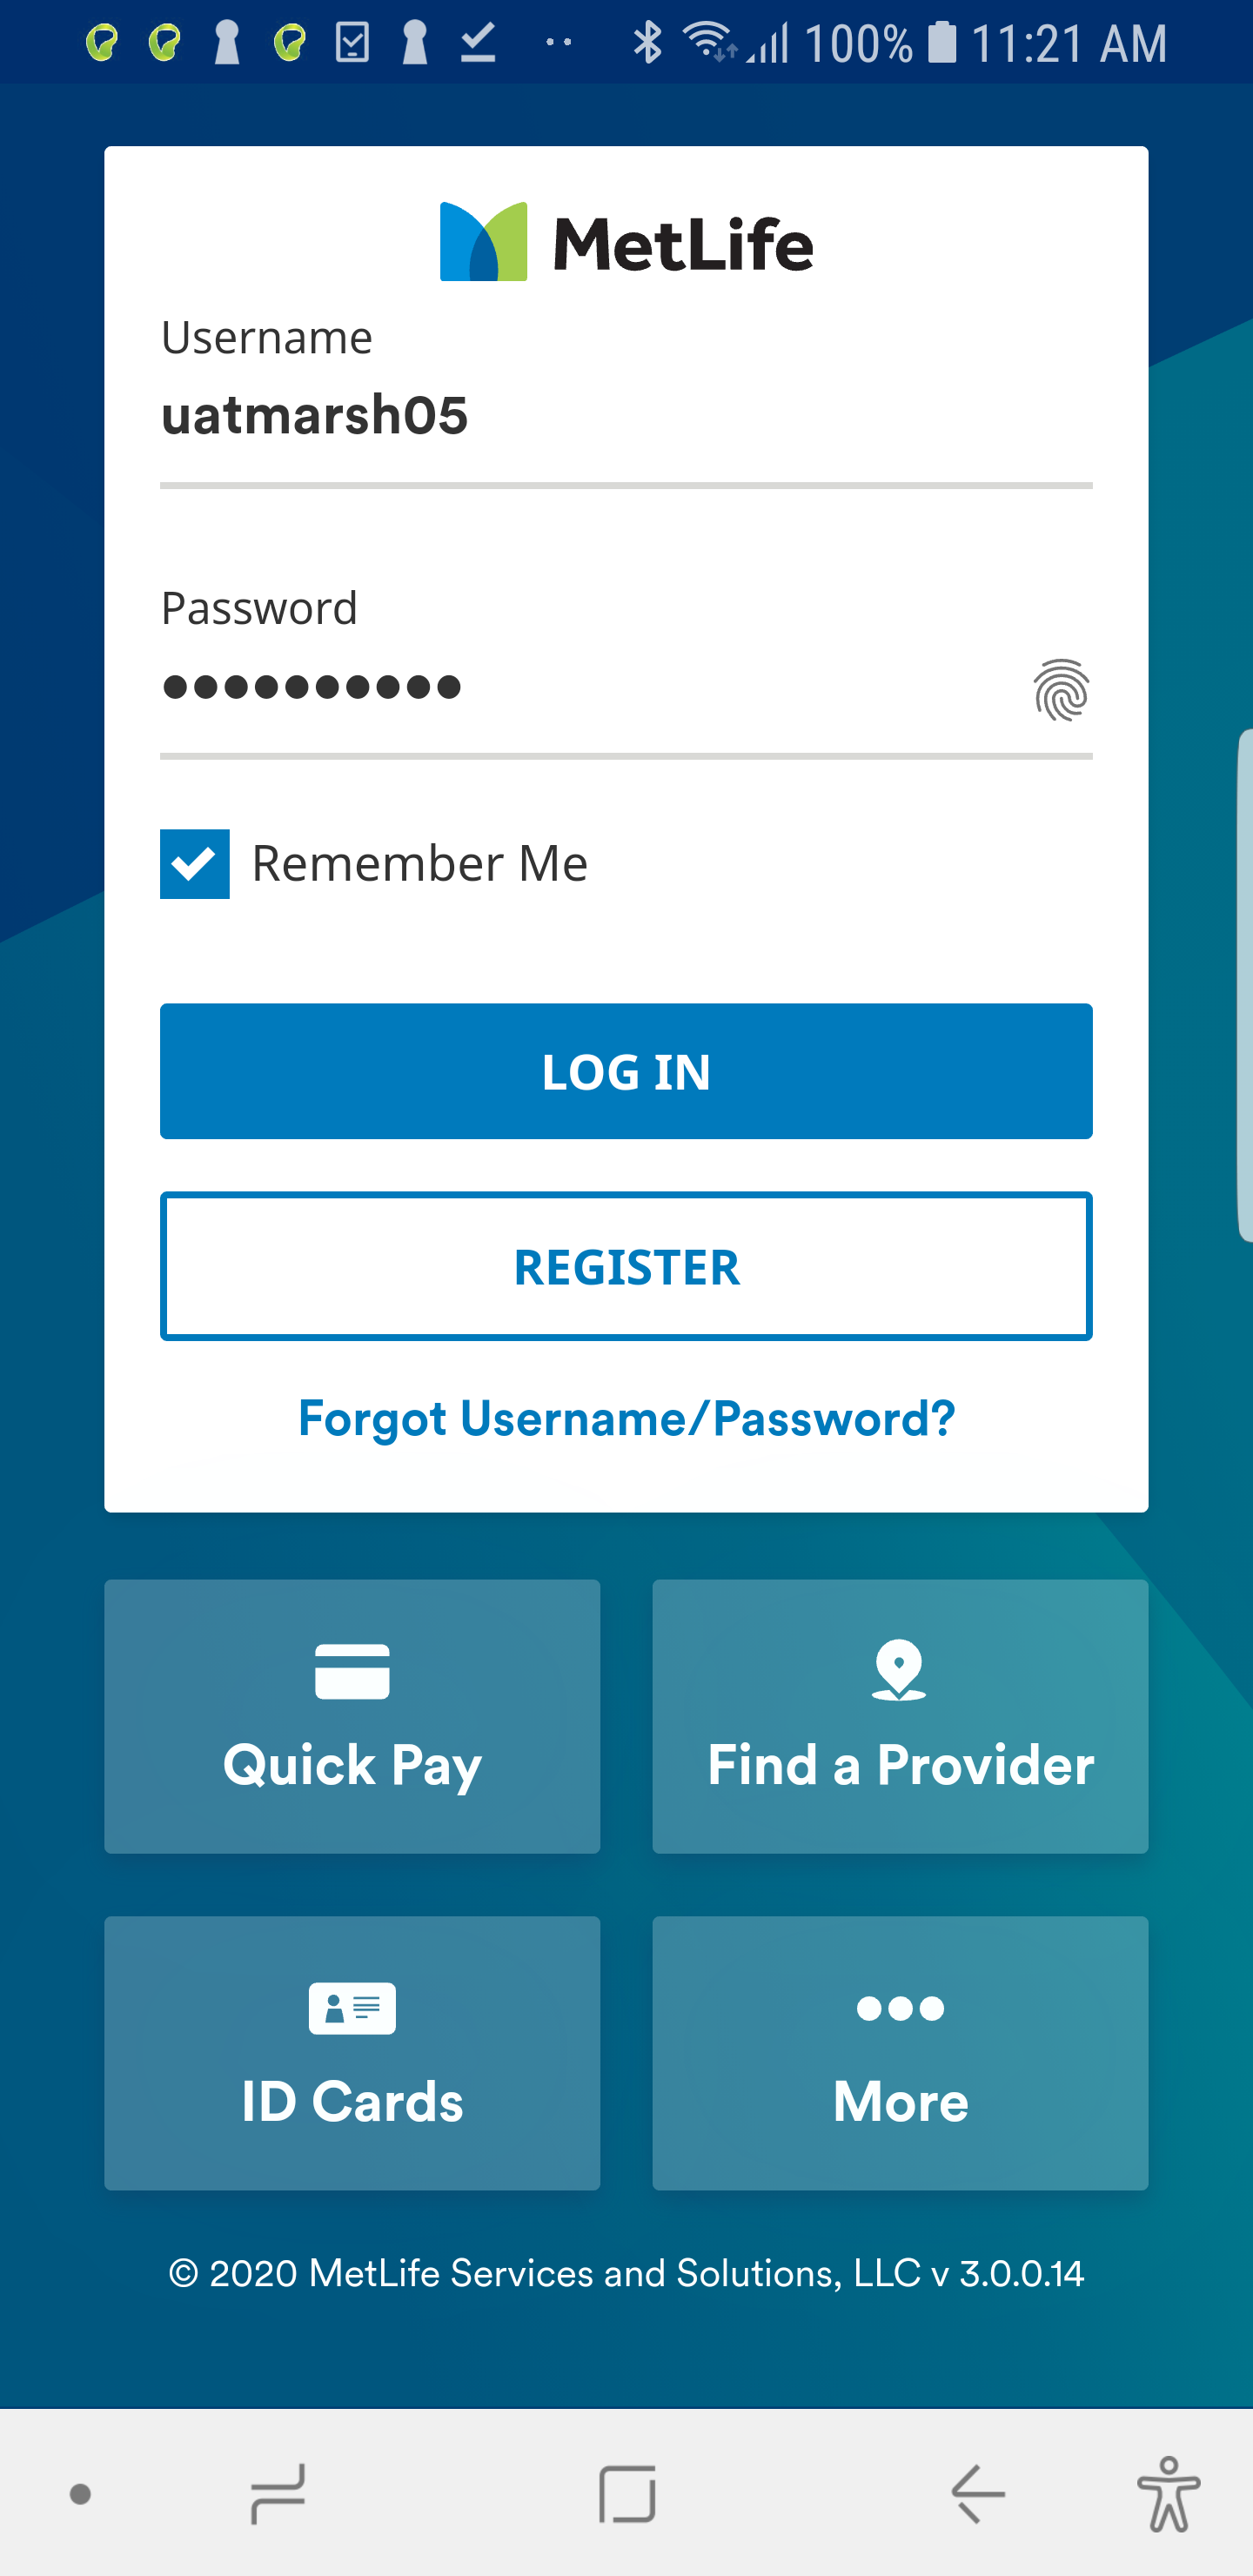 100% 11:21 AM
MetLife
Username
uatmarsh05
Password
Remember Me
LOG IN
REGISTER
Forgot Username/Password?
Quick Pay
Find a Provider
ID Cards
More
© 2020 MetLife Services and Solutions, LLC v 3.0.0.14